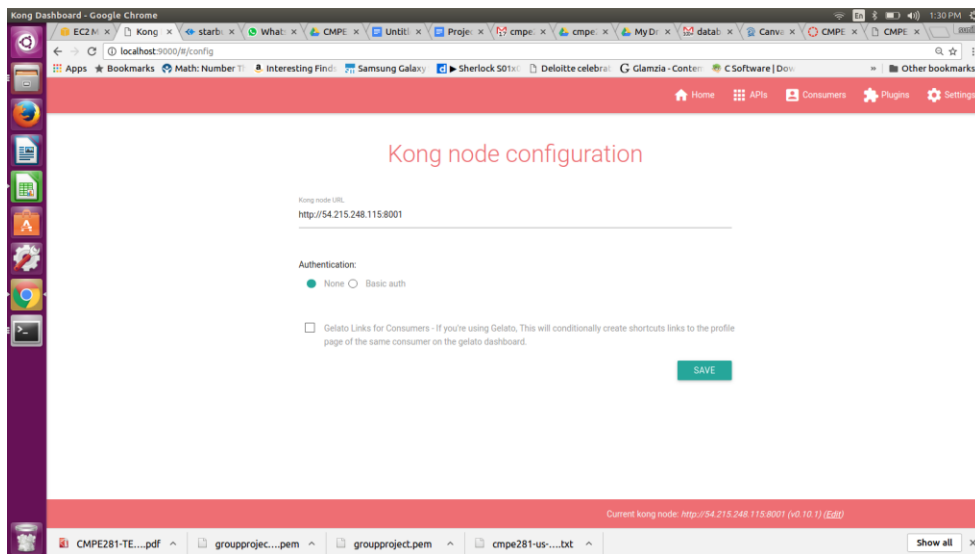 Kong Dashboard - Google Chrome
En 1:30 PM
EC2 M Kong starb What CMPE Untitl Projec cmpe cmpe My Dr datab Canva CMPE CMPE
localhost:9000/#/config
Apps Bookmarks Math: Number Th Interesting Finds Samsung Galaxy Sherlock S01x Deloitte celebrat Glamzia - Conten C Software | Dow » Other bookmarks
Home APIs Consumers Plugins Settings
Kong node configuration
Kong node URL
http://54.215.248.115:8001
Authentication:
None Basic auth
Gelato Links for Consumers - If you're using Gelato, This will conditionally create shortcuts links to the profile
page of the same consumer on the gelato dashboard.
SAVE
Current kong node: http://54.215.248.115:8001 (v0.10.1) (Edit)
CMPE281-TE....pdf groupprojec....pem groupproject.pem cmpe281-us-....txt Show all